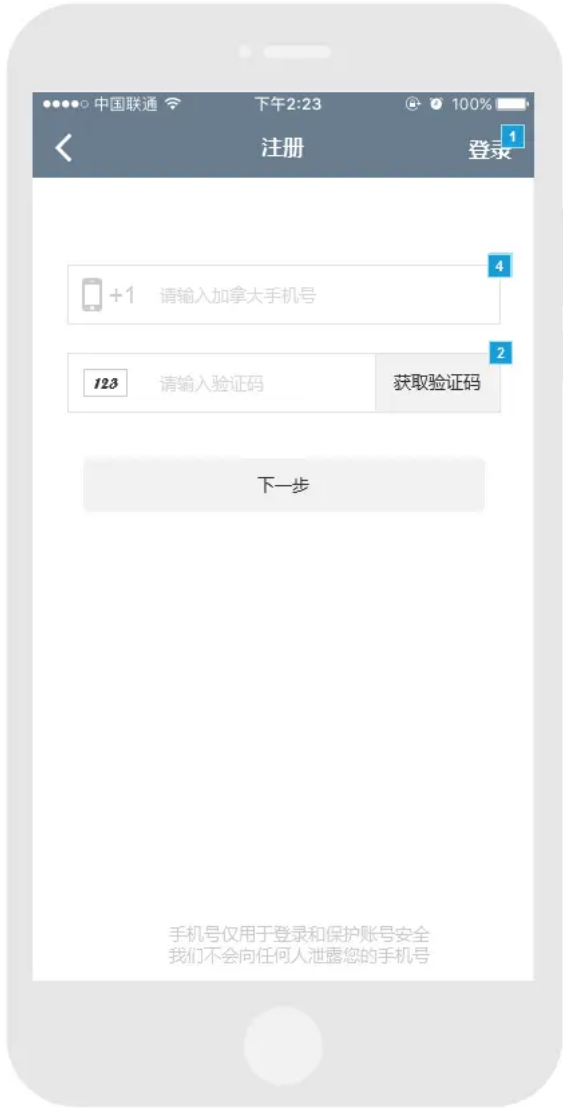 中国联通 下午2:23 100%
注册 登录 1
4
+1 请输入加拿大手机号
2
123 请输入验证码 获取验证码
下一步
手机号仅用于登录和保护账号安全
我们不会向任何人泄露您的手机号